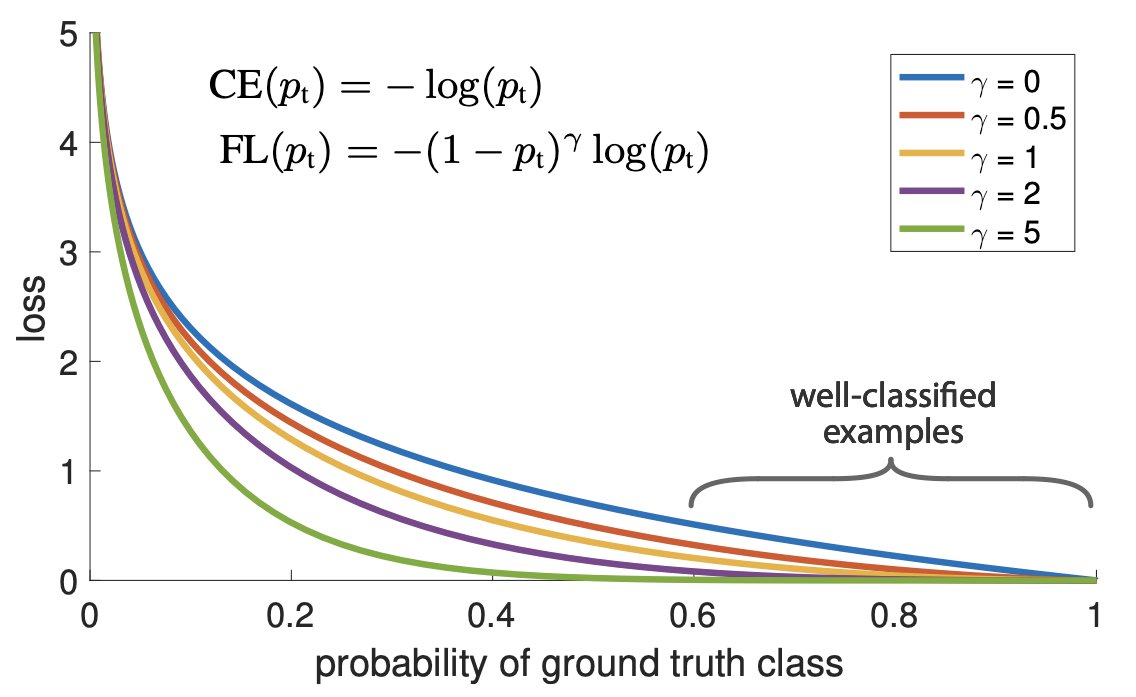 CE(pₜ) = − log(pₜ)
FL(pₜ) = −(1 − pₜ)^γ log(pₜ)
γ = 0
γ = 0.5
γ = 1
γ = 2
γ = 5
well-classified
examples
loss
5
4
3
2
1
0
0 0.2 0.4 0.6 0.8 1
probability of ground truth class